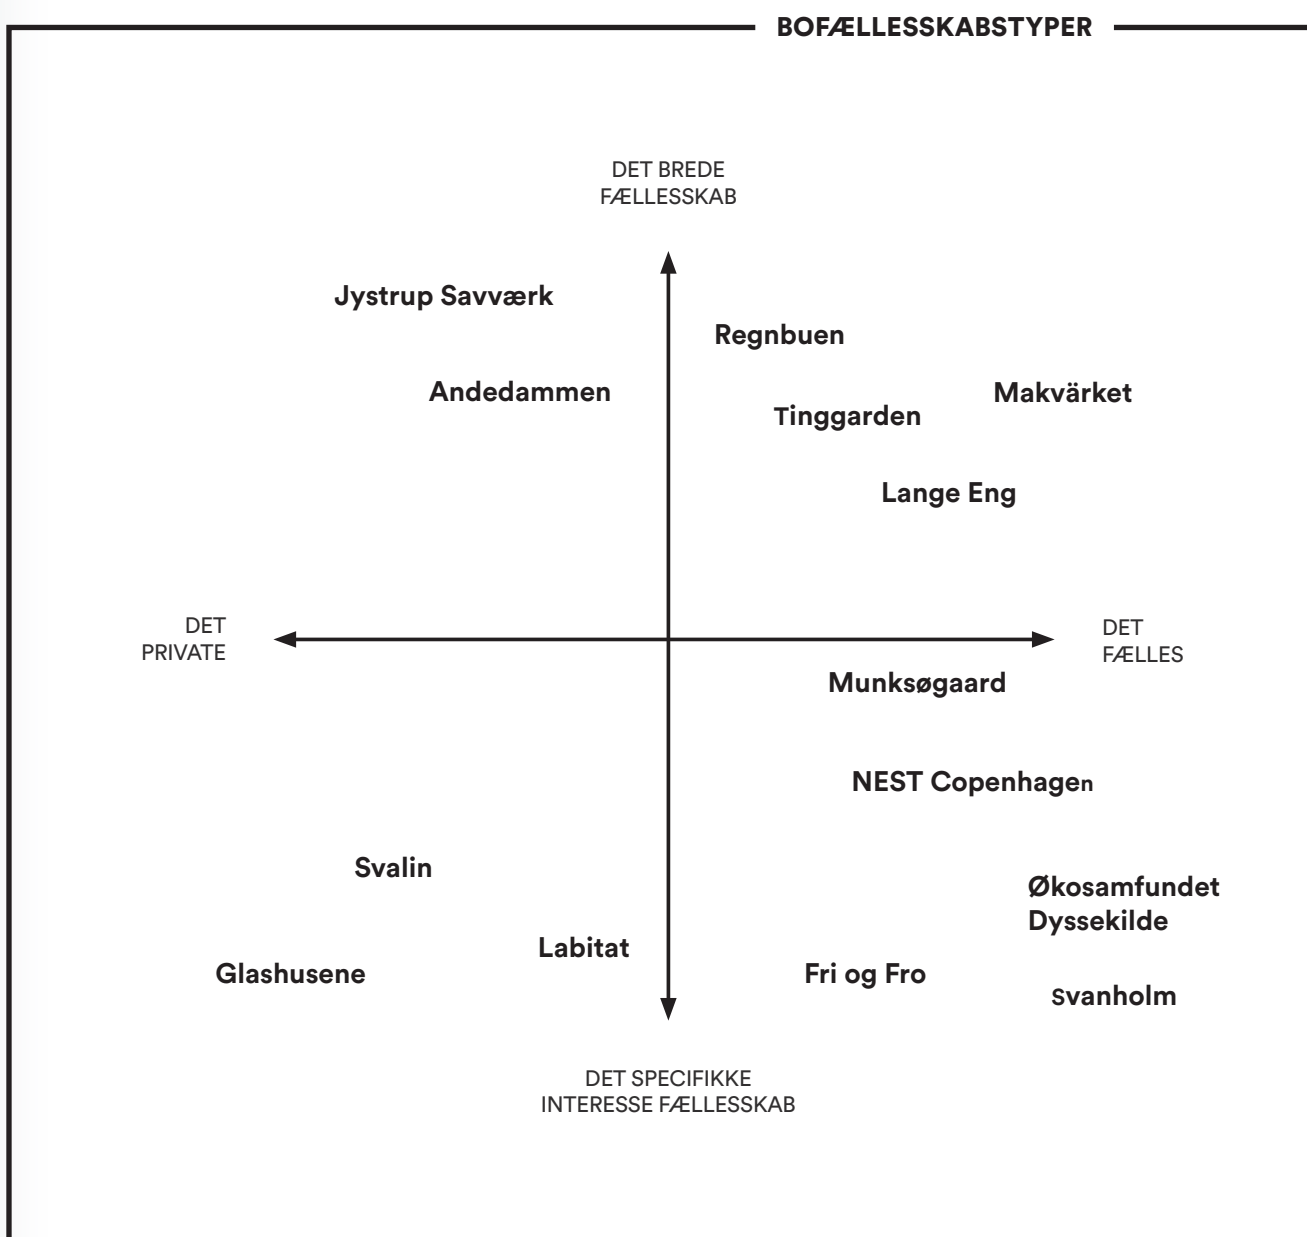 BOFÆLLESSKABSTYPER
DET BREDE
FÆLLESSKAB
Jystrup Savværk
Regnbuen
Andedammen
Makvärket
Tinggarden
Lange Eng
DET
PRIVATE
DET
FÆLLES
Munksøgaard
NEST Copenhagen
Svalin
Økosamfundet
Dyssekilde
Labitat
Glashusene
Fri og Fro
Svanholm
DET SPECIFIKKE
INTERESSE FÆLLESSKAB